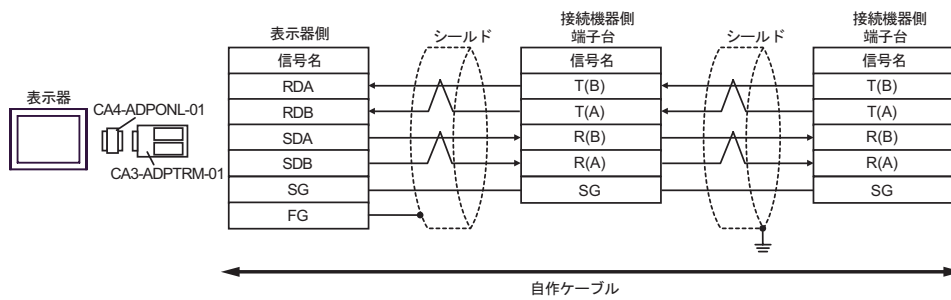 表示器
CA4-ADPONL-01
CA3-ADPTRM-01
表示器側
信号名
RDA
RDB
SDA
SDB
SG
FG
シールド
接続機器側
端子台
信号名
T(B)
T(A)
R(B)
R(A)
SG
シールド
接続機器側
端子台
信号名
T(B)
T(A)
R(B)
R(A)
SG
自作ケーブル